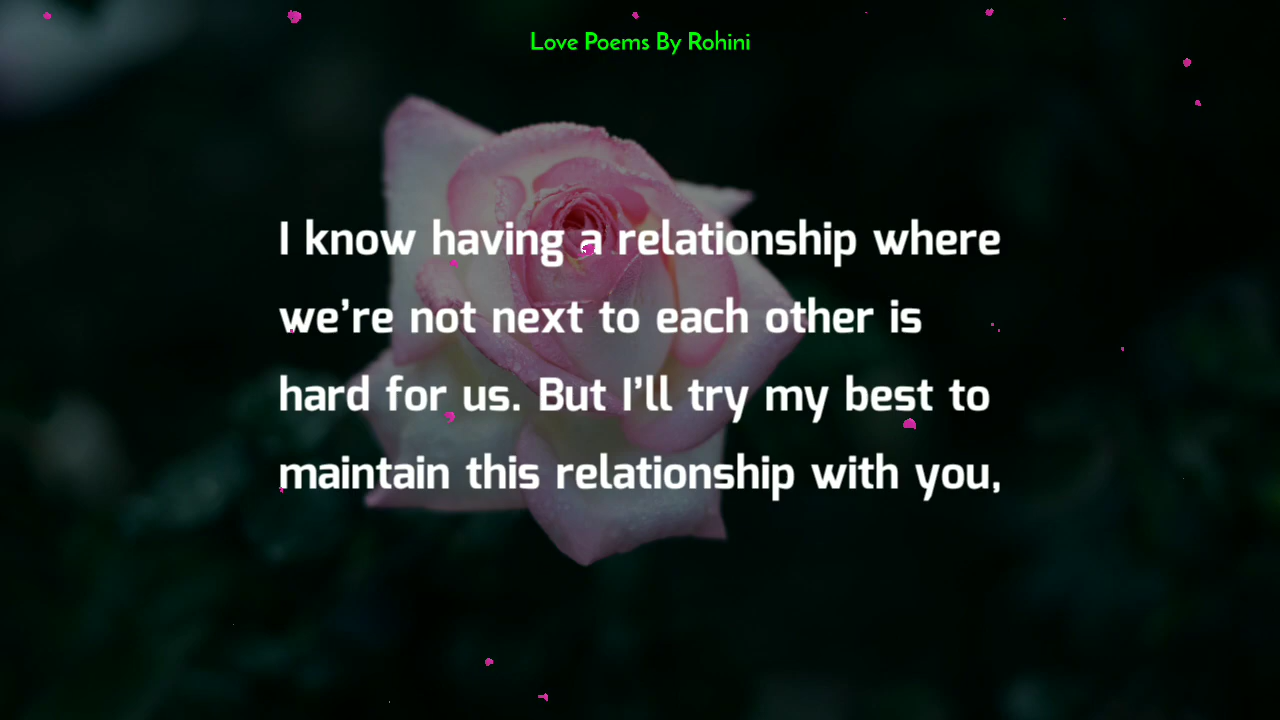 Love Poems By Rohini
I know having a relationship where
we’re not next to each other is
hard for us. But I’ll try my best to
maintain this relationship with you,